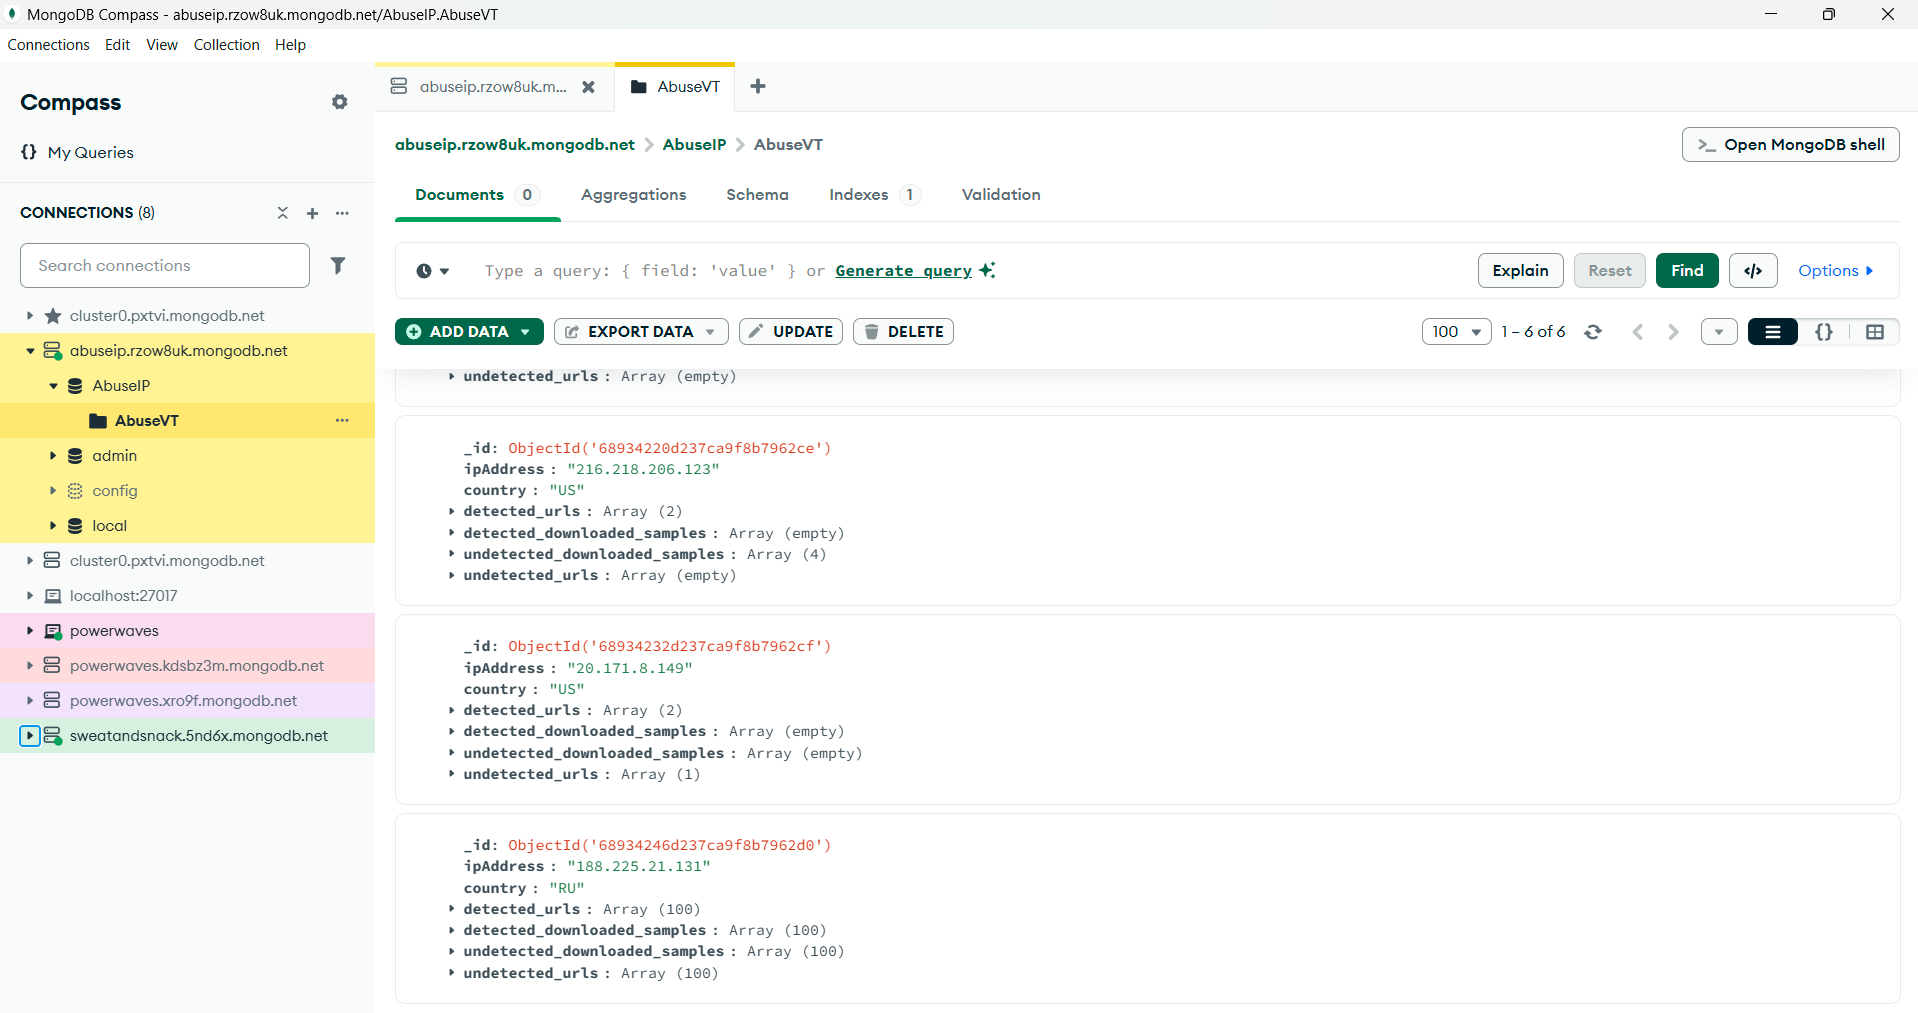 MongoDB Compass - abuseip.rzow8uk.mongodb.net/AbuseIP.AbuseVT
Connections Edit View Collection Help
Compass
{} My Queries
CONNECTIONS (8)
Search connections
cluster0.pxtvi.mongodb.net
abuseip.rzow8uk.mongodb.net
AbuseIP
AbuseVT
admin
config
local
cluster0.pxtvi.mongodb.net
localhost:27017
powerwaves
powerwaves.kdsbz3m.mongodb.net
powerwaves.xro9f.mongodb.net
sweatandsnack.5nd6x.mongodb.net
abuseip.rzow8uk.m... AbuseVT
abuseip.rzow8uk.mongodb.net > AbuseIP > AbuseVT
>_ Open MongoDB shell
Documents 0 Aggregations Schema Indexes 1 Validation
Type a query: { field: 'value' } or Generate query
Explain Reset Find </> Options
ADD DATA EXPORT DATA UPDATE DELETE
100 1 – 6 of 6 {}
undetected_urls : Array (empty)
_id: ObjectId('68934220d237ca9f8b7962ce')
ipAddress : "216.218.206.123"
country : "US"
detected_urls : Array (2)
detected_downloaded_samples : Array (empty)
undetected_downloaded_samples : Array (4)
undetected_urls : Array (empty)
_id: ObjectId('68934232d237ca9f8b7962cf')
ipAddress : "20.171.8.149"
country : "US"
detected_urls : Array (2)
detected_downloaded_samples : Array (empty)
undetected_downloaded_samples : Array (empty)
undetected_urls : Array (1)
_id: ObjectId('68934246d237ca9f8b7962d0')
ipAddress : "188.225.21.131"
country : "RU"
detected_urls : Array (100)
detected_downloaded_samples : Array (100)
undetected_downloaded_samples : Array (100)
undetected_urls : Array (100)